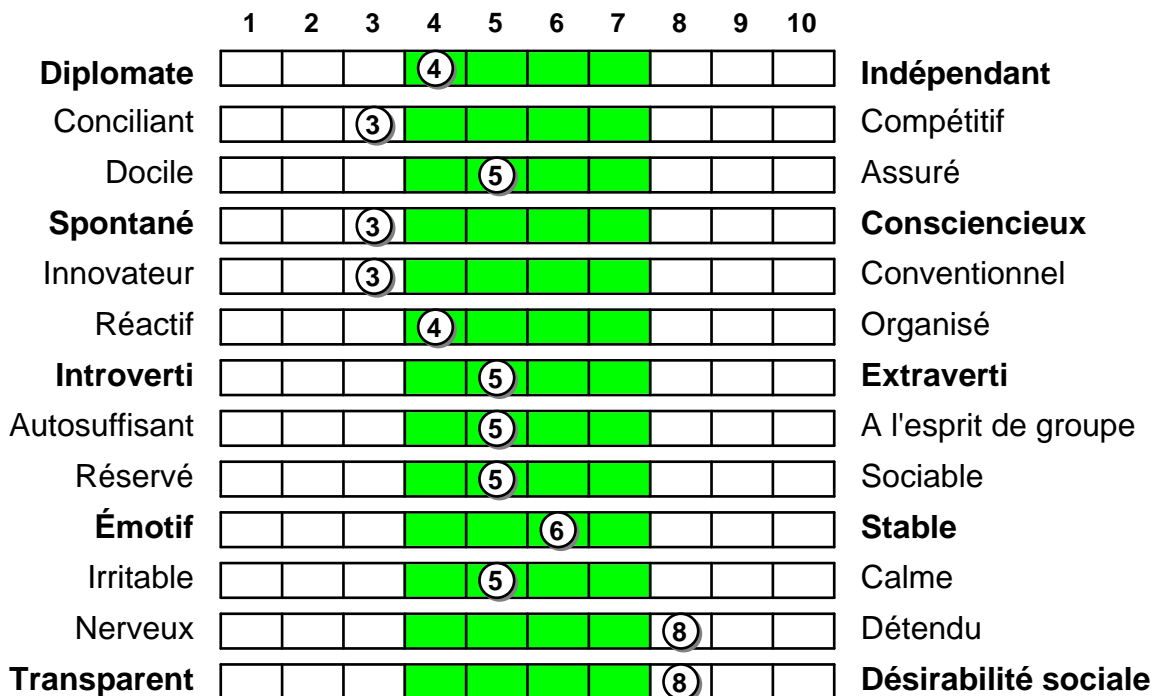 1 2 3 4 5 6 7 8 9 10
Diplomate 4 Indépendant
Conciliant 3 Compétitif
Docile 5 Assuré
Spontané 3 Consciencieux
Innovateur 3 Conventionnel
Réactif 4 Organisé
Introverti 5 Extraverti
Autosuffisant 5 A l'esprit de groupe
Réservé 5 Sociable
Émotif 6 Stable
Irritable 5 Calme
Nerveux 8 Détendu
Transparent 8 Désirabilité sociale